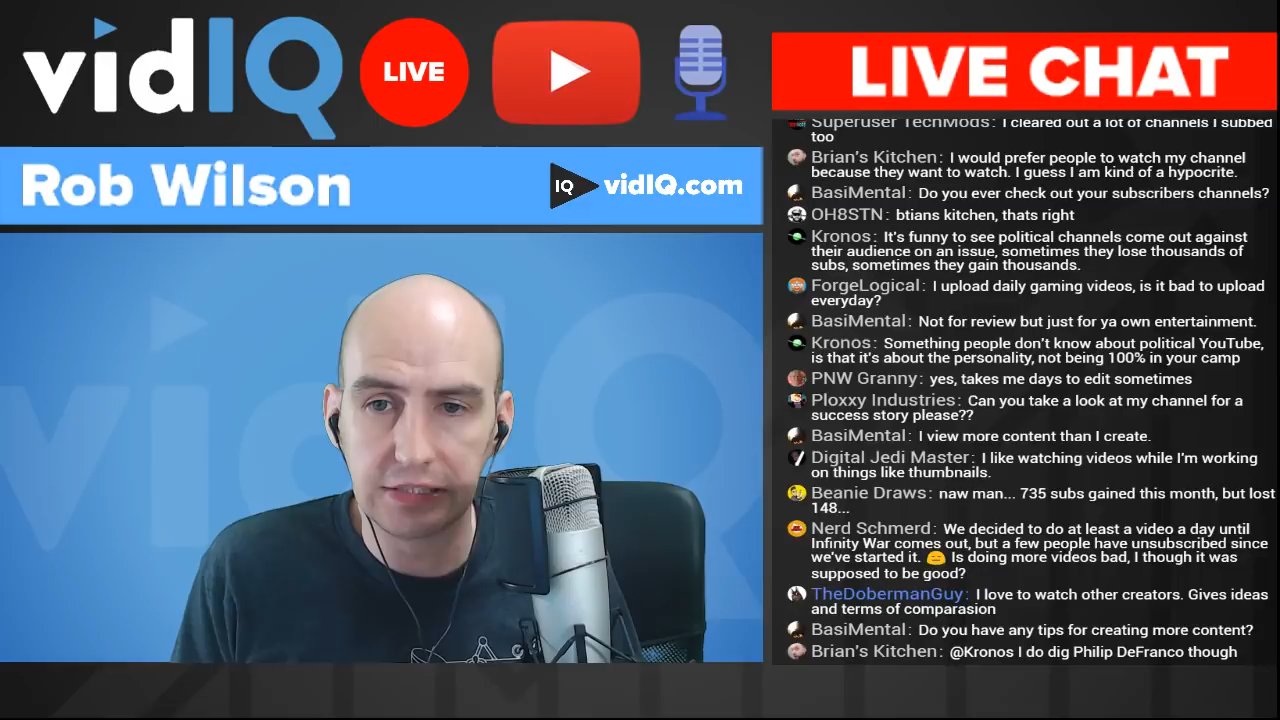 vidIQ
LIVE
LIVE CHAT
Rob Wilson
IQ
vidIQ.com
Superuser TechMods: I cleared out a lot of channels I subbed
too
Brian's Kitchen: I would prefer people to watch my channel
because they want to watch. I guess I am kind of a hypocrite.
BasiMental: Do you ever check out your subscribers channels?
OH8STN: btians kitchen, thats right
Kronos: It's funny to see political channels come out against
their audience on an issue, sometimes they lose thousands of
subs, sometimes they gain thousands.
ForgeLogical: I upload daily gaming videos, is it bad to upload
everyday?
BasiMental: Not for review but just for ya own entertainment.
Kronos: Something people don't know about political YouTube,
is that it's about the personality, not being 100% in your camp
PNW Granny: yes, takes me days to edit sometimes
Ploxxy Industries: Can you take a look at my channel for a
success story please??
BasiMental: I view more content than I create.
Digital Jedi Master: I like watching videos while I'm working
on things like thumbnails.
Beanie Draws: naw man... 735 subs gained this month, but lost
148...
Nerd Schmerd: We decided to do at least a video a day until
Infinity War comes out, but a few people have unsubscribed since
we've started it. 😑 Is doing more videos bad, I though it was
supposed to be good?
TheDobermanGuy: I love to watch other creators. Gives ideas
and terms of comparasion
BasiMental: Do you have any tips for creating more content?
Brian's Kitchen: @Kronos I do dig Philip DeFranco though